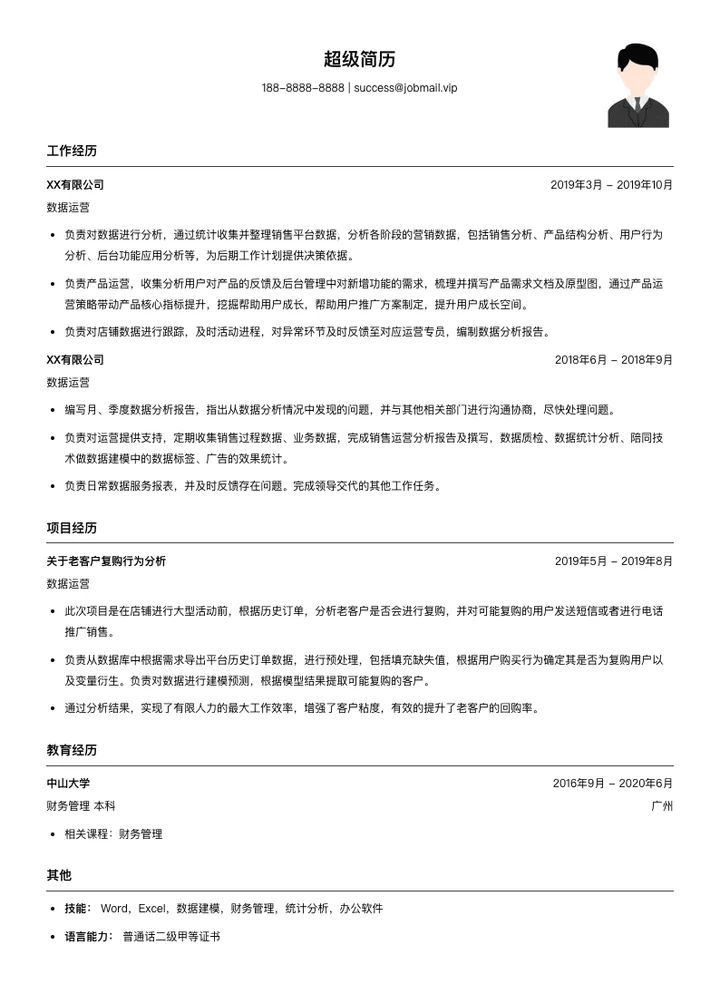 超级简历
188-8888-8888 | success@jobmail.vip
工作经历
XX有限公司 2019年3月 – 2019年10月
数据运营
• 负责对数据进行分析，通过统计收集并整理销售平台数据，分析各阶段的营销数据，包括销售分析、产品结构分析、用户行为
分析、后台功能应用分析等，为后期工作计划提供决策依据。
• 负责产品运营，收集分析用户对产品的反馈及后台管理中对新增功能的需求，梳理并撰写产品需求文档及原型图，通过产品运
营策略带动产品核心指标提升，挖掘帮助用户成长，帮助用户推广方案制定，提升用户成长空间。
• 负责对店铺数据进行跟踪，及时活动进程，对异常环节及时反馈至对应运营专员，编制数据分析报告。
XX有限公司 2018年6月 – 2018年9月
数据运营
• 编写月、季度数据分析报告，指出从数据分析情况中发现的问题，并与其他相关部门进行沟通协商，尽快处理问题。
• 负责对运营提供支持，定期收集销售过程数据、业务数据，完成销售运营分析报告及撰写，数据质检、数据统计分析、陪同技
术做数据建模中的数据标签、广告的效果统计。
• 负责日常数据服务报表，并及时反馈存在问题。完成领导交代的其他工作任务。
项目经历
关于老客户复购行为分析 2019年5月 – 2019年8月
数据运营
• 此次项目是在店铺进行大型活动前，根据历史订单，分析老客户是否会进行复购，并对可能复购的用户发送短信或者进行电话
推广销售。
• 负责从数据库中根据需求导出平台历史订单数据，进行预处理，包括填充缺失值，根据用户购买行为确定其是否为复购用户以
及变量衍生。负责对数据进行建模预测，根据模型结果提取可能复购的客户。
• 通过分析结果，实现了有限人力的最大工作效率，增强了客户粘度，有效的提升了老客户的回购率。
教育经历
中山大学 2016年9月 – 2020年6月
财务管理 本科 广州
• 相关课程：财务管理
其他
• 技能： Word，Excel，数据建模，财务管理，统计分析，办公软件
• 语言能力： 普通话二级甲等证书